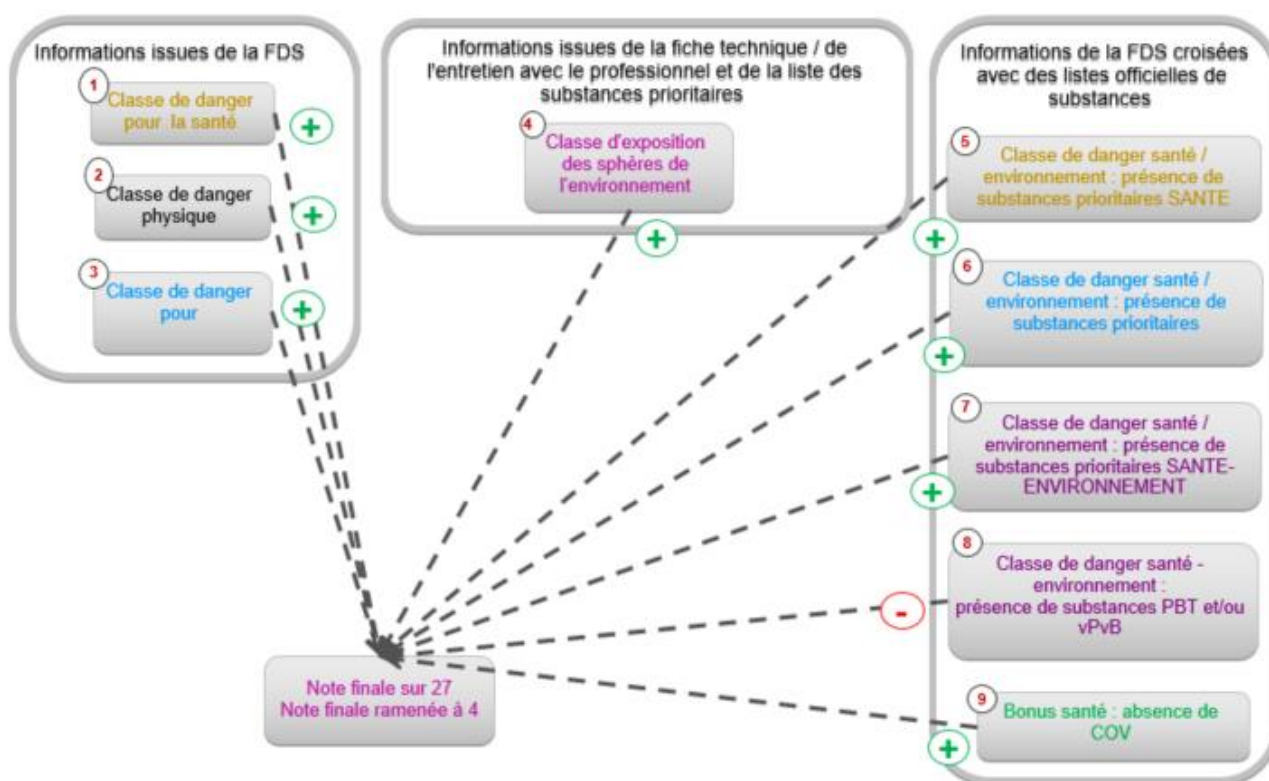 Informations issues de la FDS
1
Classe de danger
pour la santé
+
2
Classe de danger
physique
+
3
Classe de danger
pour
+
Informations issues de la fiche technique / de
l'entretien avec le professionnel et de la liste des
substances prioritaires
4
Classe d'exposition
des sphères de
l'environnement
+
Informations de la FDS croisées
avec des listes officielles de
substances
5
Classe de danger santé /
environnement : présence de
substances prioritaires SANTE
+
6
Classe de danger santé /
environnement : présence de
substances prioritaires
+
7
Classe de danger santé /
environnement : présence de
substances prioritaires SANTE-
ENVIRONNEMENT
+
8
Classe de danger santé -
environnement :
présence de substances PBT et/ou
vPvB
-
9
Bonus santé : absence de
COV
+
Note finale sur 27
Note finale ramenée à 4